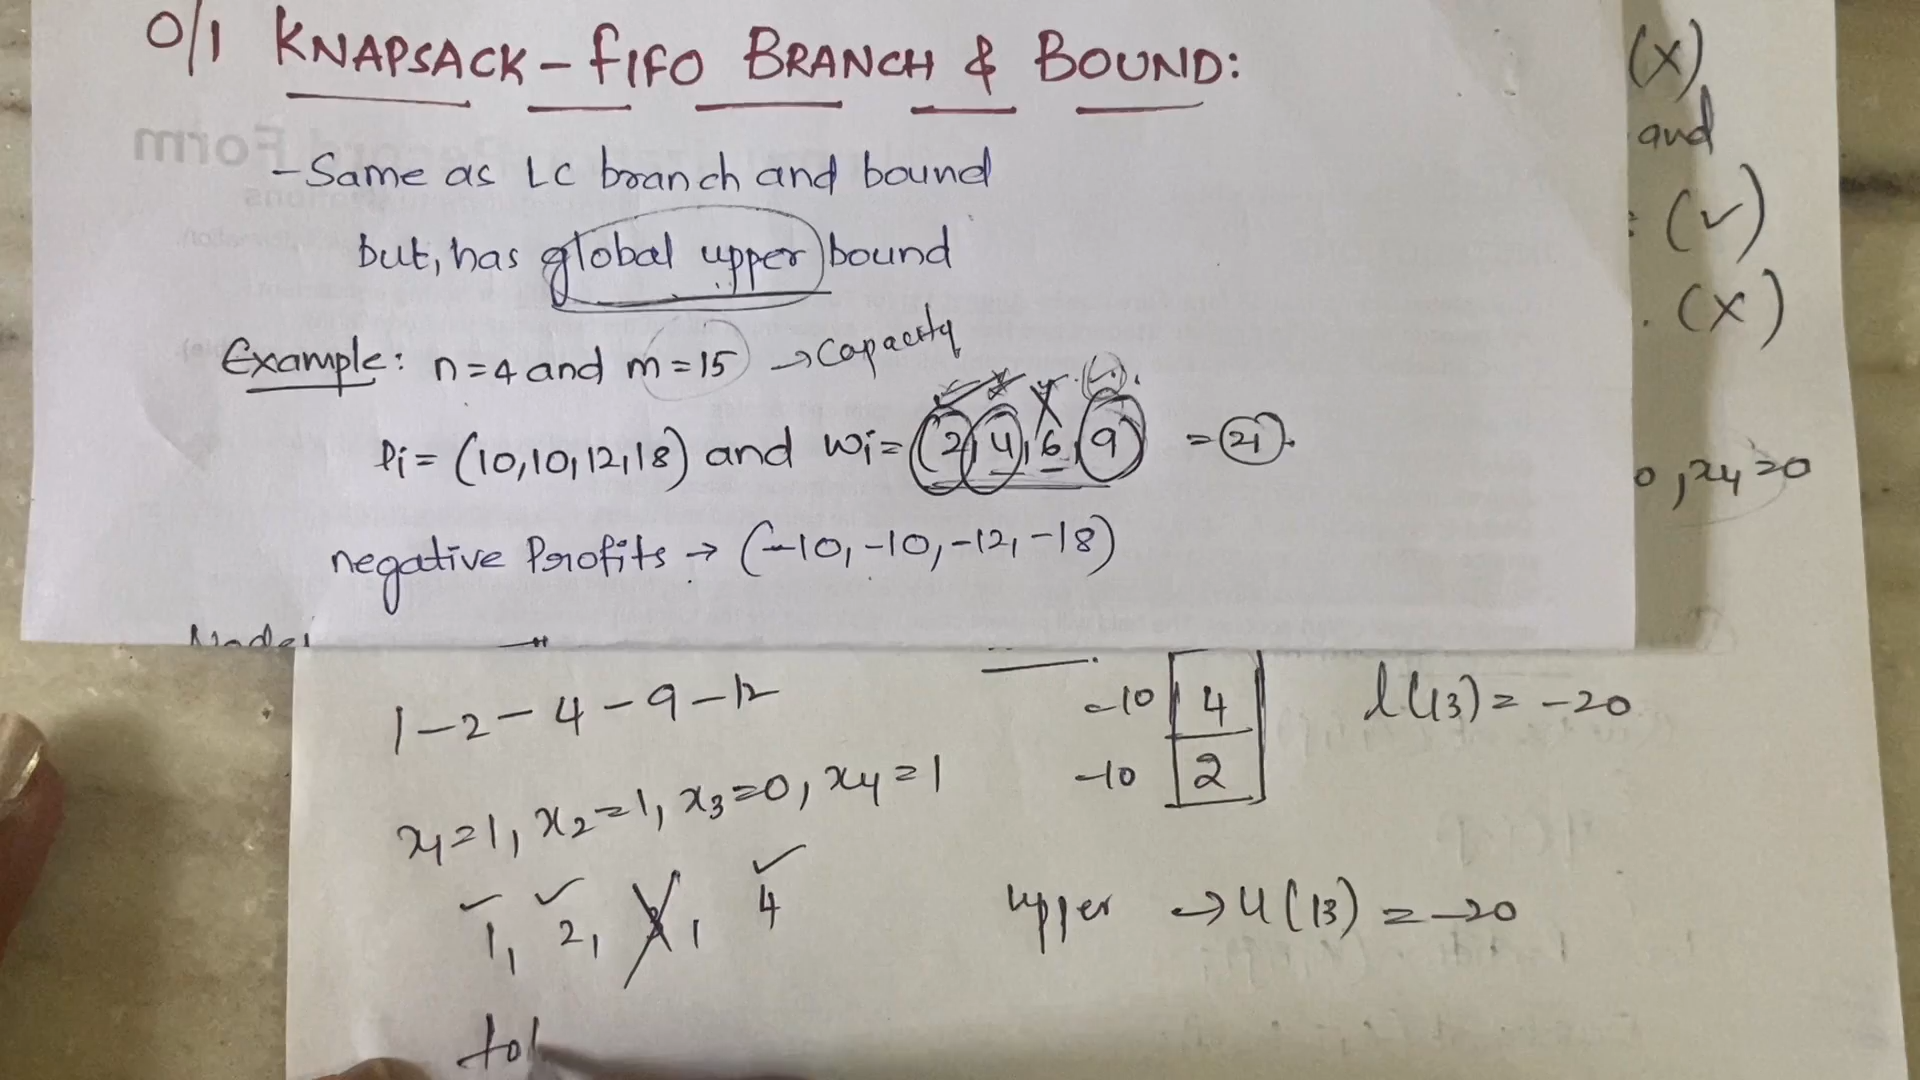 0/1 KNAPSACK - FIFO BRANCH & BOUND:
- Same as LC branch and bound
but, has global upper bound
Example: n=4 and m=15 → Capacity
Pi = (10,10,12,18) and wi = (2,4,6,9) = 21.
negative Profits → (-10, -10, -12, -18)
1 - 2 - 4 - 9 - 12
x1=1, x2=1, x3=0, x4=1
1, 2, 3, 4
-10 4
-10 2
l(13) = -20
upper → u(13) = -20
(x)
and
: (✓)
. (x)
0, x4=0